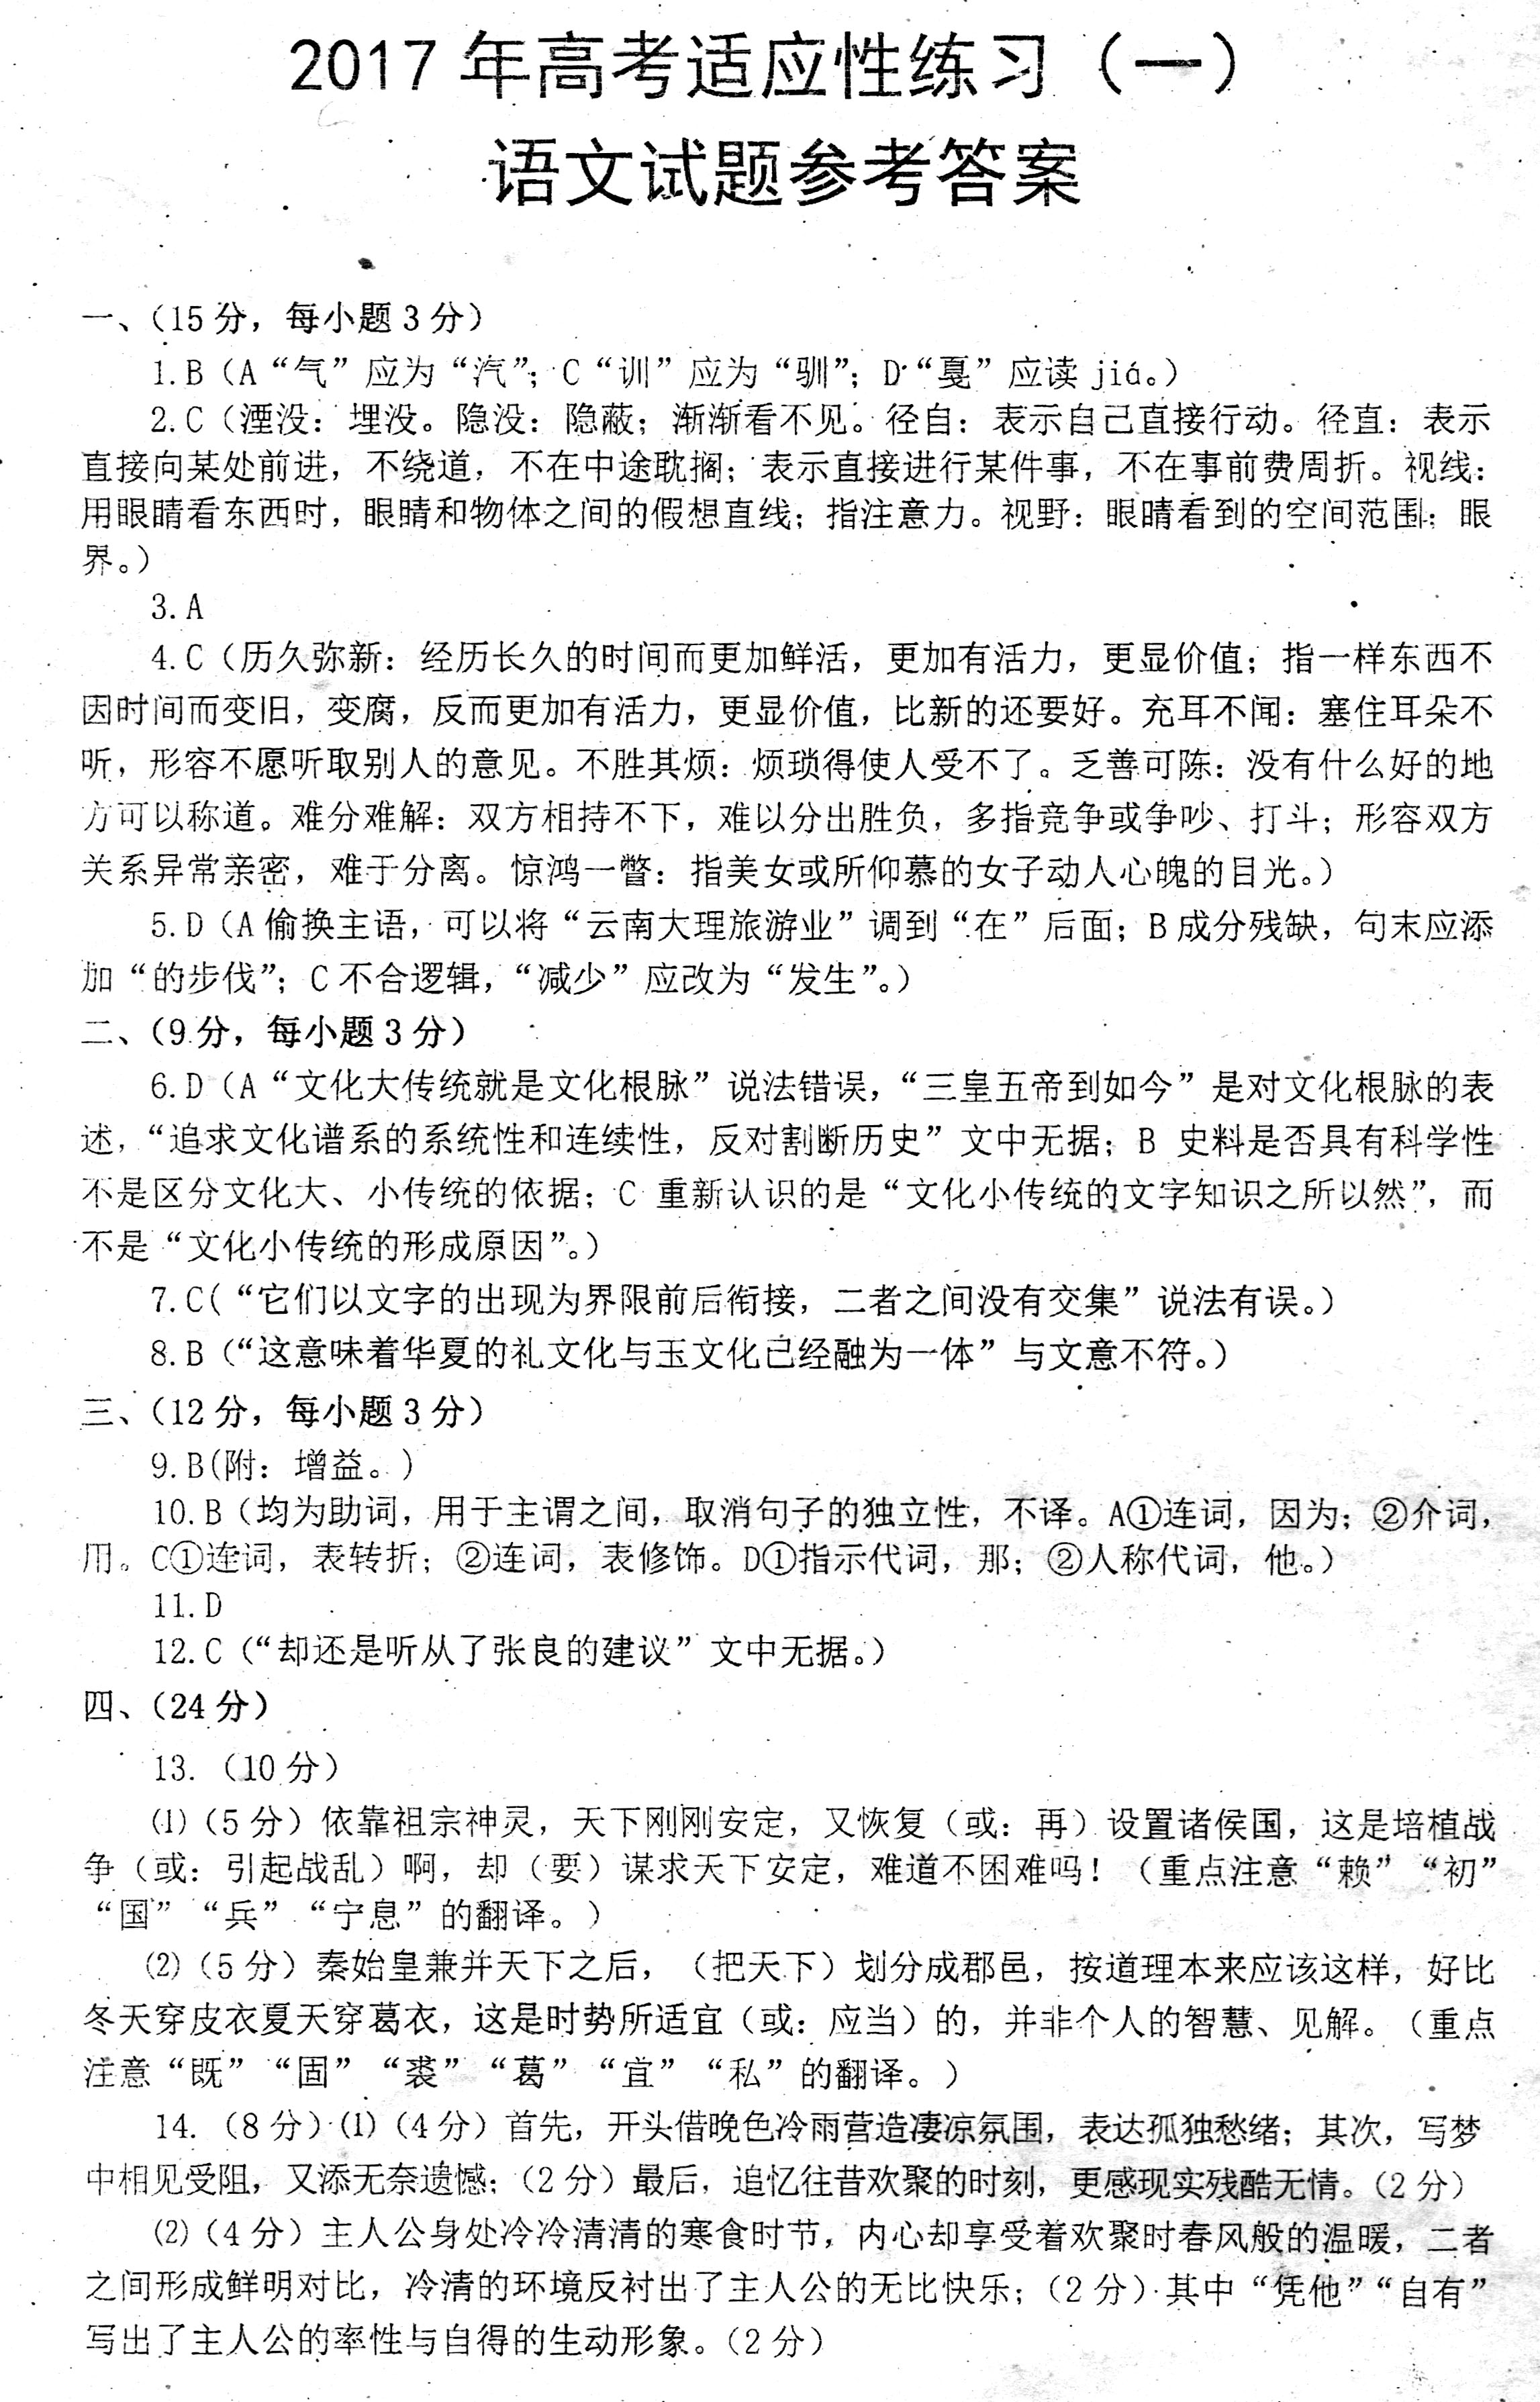 2017年高考适应性练习（一）
语文试题参考答案
一、（15分，每小题3分）
1.B（A“气”应为“汽”；C“训”应为“驯”；D“戛”应读jiá。）
2.C（湮没：埋没。隐没：隐蔽；渐渐看不见。径自：表示自己直接行动。径直：表示
直接向某处前进，不绕道，不在中途耽搁；表示直接进行某件事，不在事前费周折。视线：
用眼睛看东西时，眼睛和物体之间的假想直线；指注意力。视野：眼睛看到的空间范围；眼
界。）
3.A
4.C（历久弥新：经历长久的时间而更加鲜活，更加有活力，更显价值；指一样东西不
因时间而变旧，变腐，反而更加有活力，更显价值，比新的还要好。充耳不闻：塞住耳朵不
听，形容不愿听取别人的意见。不胜其烦：烦琐得使人受不了。乏善可陈：没有什么好的地
方可以称道。难分难解：双方相持不下，难以分出胜负，多指竞争或争吵、打斗；形容双方
关系异常亲密，难于分离。惊鸿一瞥：指美女或所仰慕的女子动人心魄的目光。）
5.D（A偷换主语，可以将“云南大理旅游业”调到“在”后面；B成分残缺，句末应添
加“的步伐”；C不合逻辑，“减少”应改为“发生”。）
二、（9分，每小题3分）
6.D（A“文化大传统就是文化根脉”说法错误，“三皇五帝到如今”是对文化根脉的表
述，“追求文化谱系的系统性和连续性，反对割断历史”文中无据；B 史料是否具有科学性
不是区分文化大、小传统的依据；C 重新认识的是“文化小传统的文字知识之所以然”，而
不是“文化小传统的形成原因”。）
7.C(“它们以文字的出现为界限前后衔接，二者之间没有交集”说法有误。）
8.B（“这意味着华夏的礼文化与玉文化已经融为一体”与文意不符。）
三、（12分，每小题3分）
9.B(附：增益。)
10.B（均为助词，用于主谓之间，取消句子的独立性，不译。A①连词，因为；②介词，
用。C①连词，表转折；②连词，表修饰。D①指示代词，那；②人称代词，他。）
11.D
12.C（“却还是听从了张良的建议”文中无据。）
四、（24分）
13.（10分）
⑴（5分）依靠祖宗神灵，天下刚刚安定，又恢复（或：再）设置诸侯国，这是培植战
争（或：引起战乱）啊，却（要）谋求天下安定，难道不困难吗！（重点注意“赖”“初”
“国”“兵”“宁息”的翻译。）
⑵（5分）秦始皇兼并天下之后，（把天下）划分成郡邑，按道理本来应该这样，好比
冬天穿皮衣夏天穿葛衣，这是时势所适宜（或：应当）的，并非个人的智慧、见解。（重点
注意“既”“固”“裘”“葛”“宜”“私”的翻译。）
14.（8分）⑴（4分）首先，开头借晚色冷雨营造凄凉氛围，表达孤独愁绪；其次，写梦
中相见受阻，又添无奈遗憾；（2分）最后，追忆往昔欢聚的时刻，更感现实残酷无情。（2分）
⑵（4分）主人公身处冷冷清清的寒食时节，内心却享受着欢聚时春风般的温暖，二者
之间形成鲜明对比，冷清的环境反衬出了主人公的无比快乐；（2分）其中“凭他”“自有”
写出了主人公的率性与自得的生动形象。（2分）